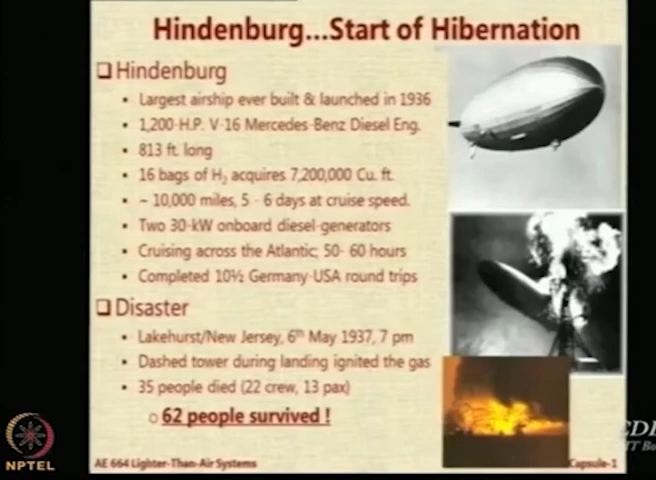 Hindenburg...Start of Hibernation
Hindenburg
Largest airship ever built & launched in 1936
1,200-H.P. V-16 Mercedes-Benz Diesel Eng.
813 ft. long
16 bags of H₂ acquires 7,200,000 Cu. ft.
~ 10,000 miles, 5 - 6 days at cruise speed.
Two 30-kW onboard diesel-generators
Cruising across the Atlantic; 50- 60 hours
Completed 10½ Germany-USA round trips
Disaster
Lakehurst/New Jersey, 6th May 1937, 7 pm
Dashed tower during landing ignited the gas
35 people died (22 crew, 13 pax)
62 people survived !
NPTEL
AE 664 Lighter-Than-Air Systems
Capsule-1